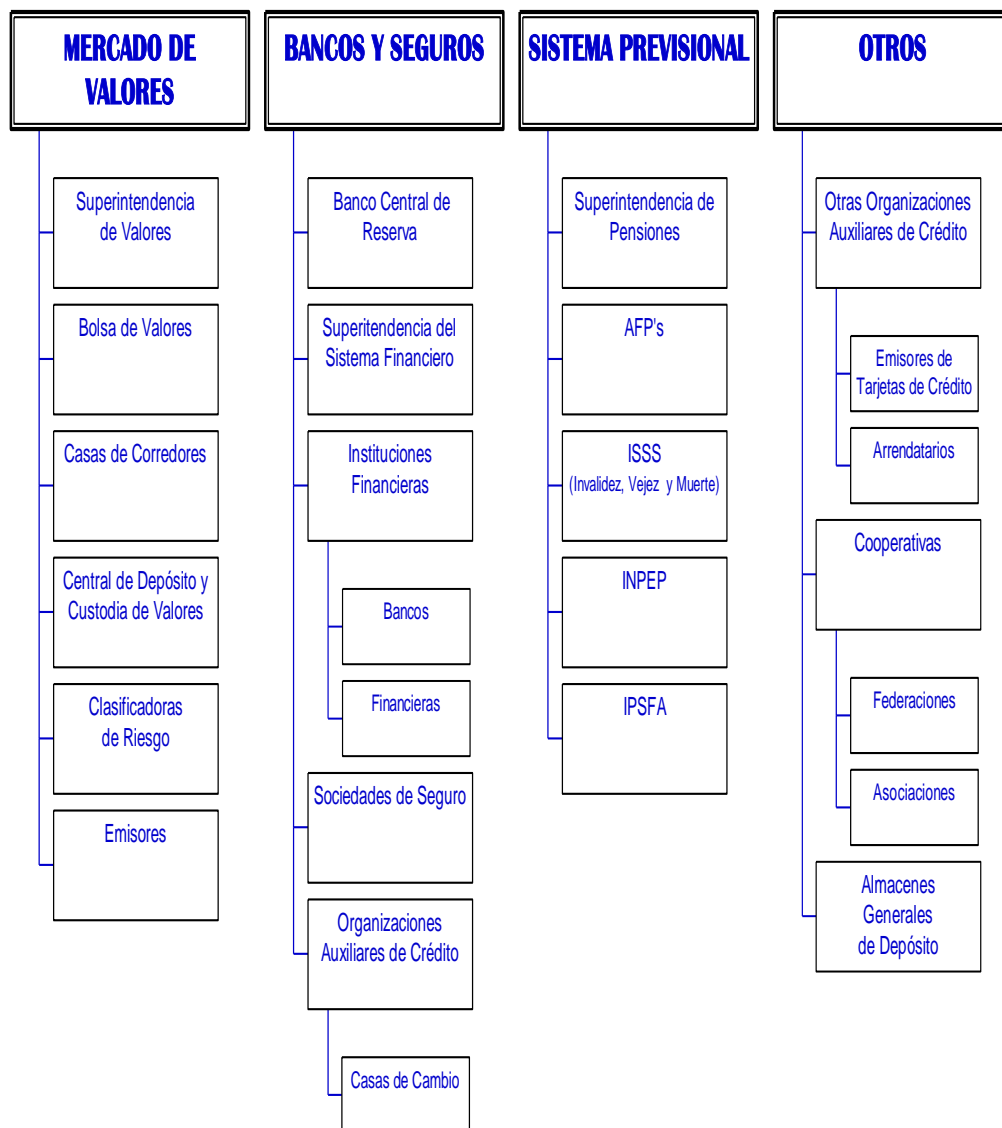 MERCADO DE
VALORES
Superintendencia
de Valores
Bolsa de Valores
Casas de Corredores
Central de Depósito y
Custodia de Valores
Clasificadoras
de Riesgo
Emisores
BANCOS Y SEGUROS
Banco Central de
Reserva
Superitendencia del
Sistema Financiero
Instituciones
Financieras
Bancos
Financieras
Sociedades de Seguro
Organizaciones
Auxiliares de Crédito
Casas de Cambio
SISTEMA PREVISIONAL
Superintendencia de
Pensiones
AFP's
ISSS
(Invalidez, Vejez y Muerte)
INPEP
IPSFA
OTROS
Otras Organizaciones
Auxiliares de Crédito
Emisores de
Tarjetas de Crédito
Arrendatarios
Cooperativas
Federaciones
Asociaciones
Almacenes
Generales
de Depósito